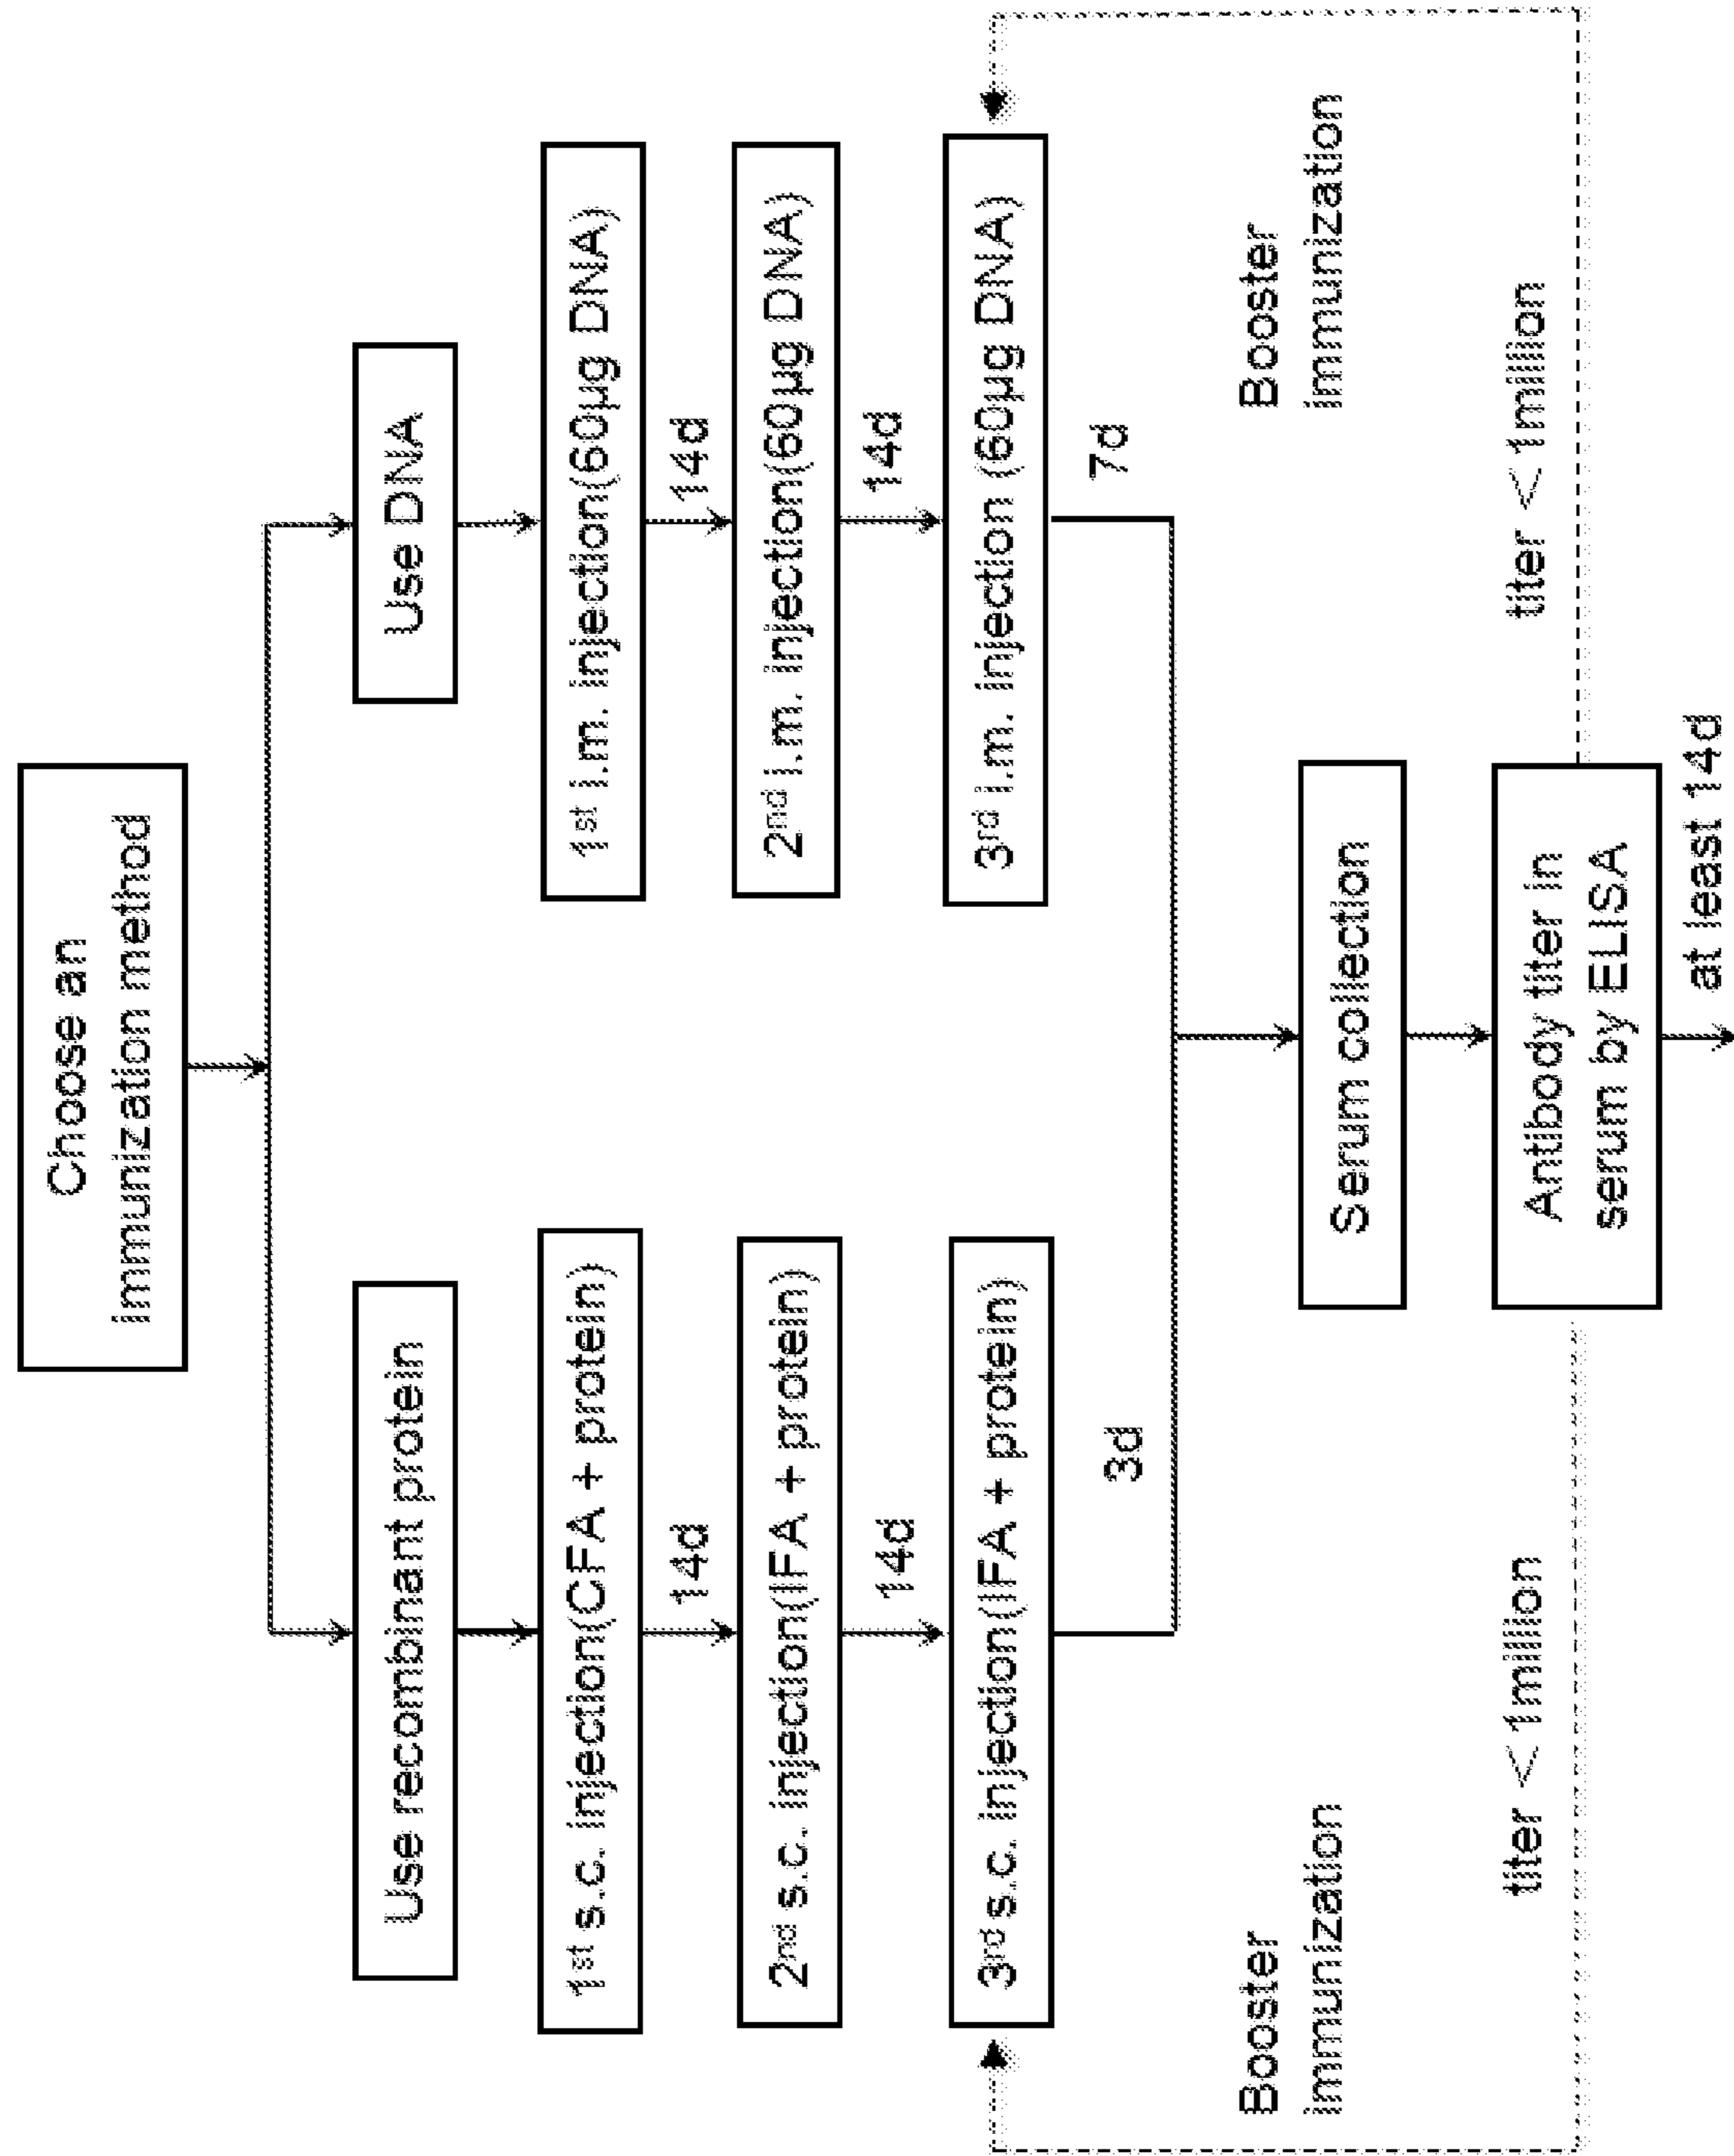 Choose an
immunization method
Use recombinant protein
Use DNA
1st s.c. injection(CFA + protein)
1st i.m. injection(60µg DNA)
14d
14d
2nd s.c. injection(IFA + protein)
2nd i.m. injection(60µg DNA)
14d
14d
3rd s.c. injection(IFA + protein)
3rd i.m. injection (60µg DNA)
3d
7d
Booster
immunization
Booster
immunization
Serum collection
titer <1million
titer <1million
Antibody titer in
serum by ELISA
at least 14d